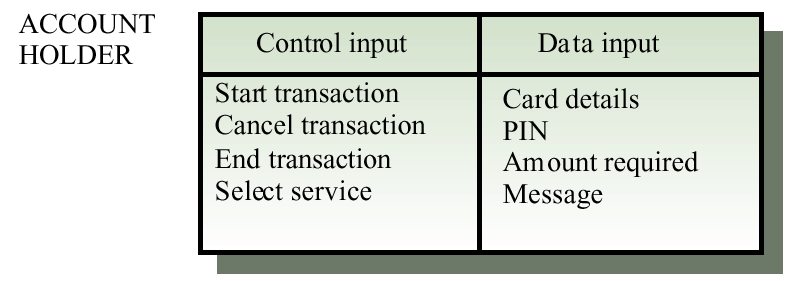 ACCOUNT
HOLDER
Control input
Data input
Start transaction
Cancel transaction
End transaction
Select service
Card details
PIN
Amount required
Message